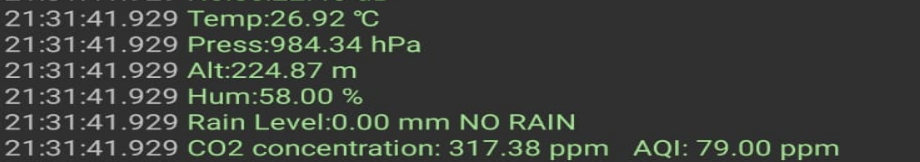 21:31:41.929 Temp:26.92 ℃
21:31:41.929 Press:984.34 hPa
21:31:41.929 Alt:224.87 m
21:31:41.929 Hum:58.00 %
21:31:41.929 Rain Level:0.00 mm NO RAIN
21:31:41.929 CO2 concentration: 317.38 ppm AQI: 79.00 ppm